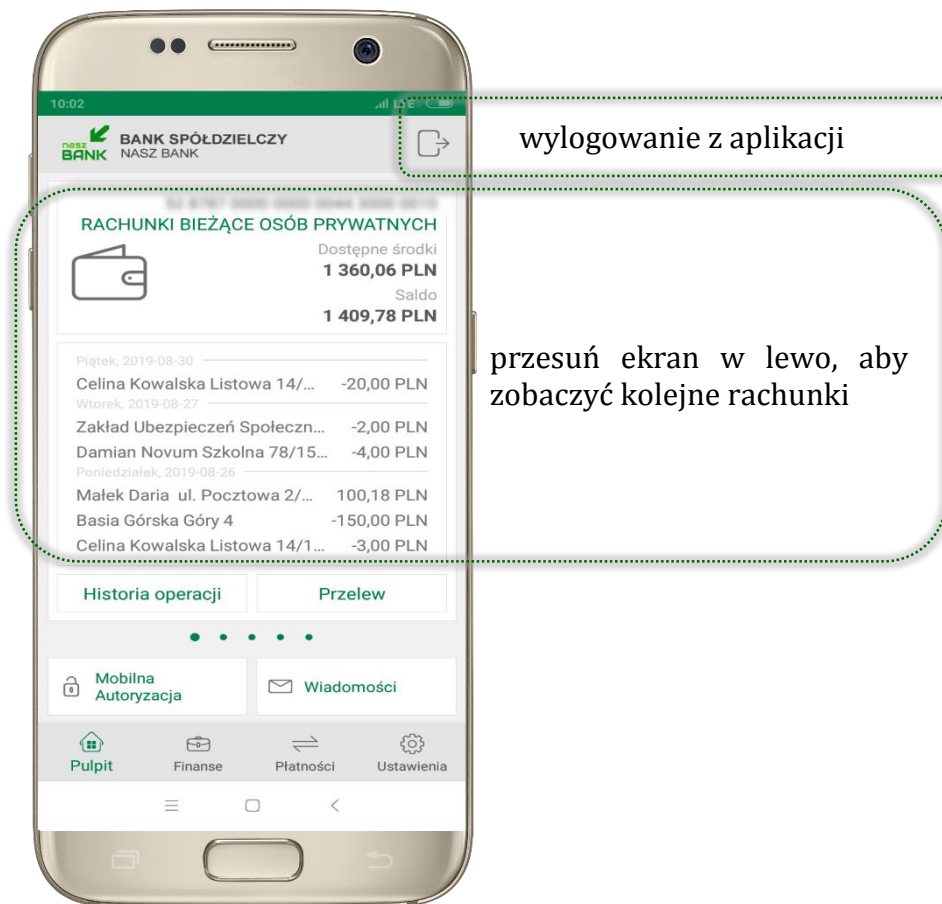 10:02
LTE
nasz BANK
BANK SPÓŁDZIELCZY
NASZ BANK
wylogowanie z aplikacji
RACHUNKI BIEŻĄCE OSÓB PRYWATNYCH
Dostępne środki
1 360,06 PLN
Saldo
1 409,78 PLN
przesuń ekran w lewo, aby
zobaczyć kolejne rachunki
Piątek, 2019-08-30
Celina Kowalska Listowa 14/... -20,00 PLN
Wtorek, 2019-08-27
Zakład Ubezpieczeń Społeczn... -2,00 PLN
Damian Novum Szkolna 78/15... -4,00 PLN
Poniedziałek, 2019-08-26
Małek Daria ul. Pocztowa 2/... 100,18 PLN
Basia Górska Góry 4 -150,00 PLN
Celina Kowalska Listowa 14/1... -3,00 PLN
Historia operacji Przelew
Mobilna
Autoryzacja
Wiadomości
Pulpit Finanse Płatności Ustawienia